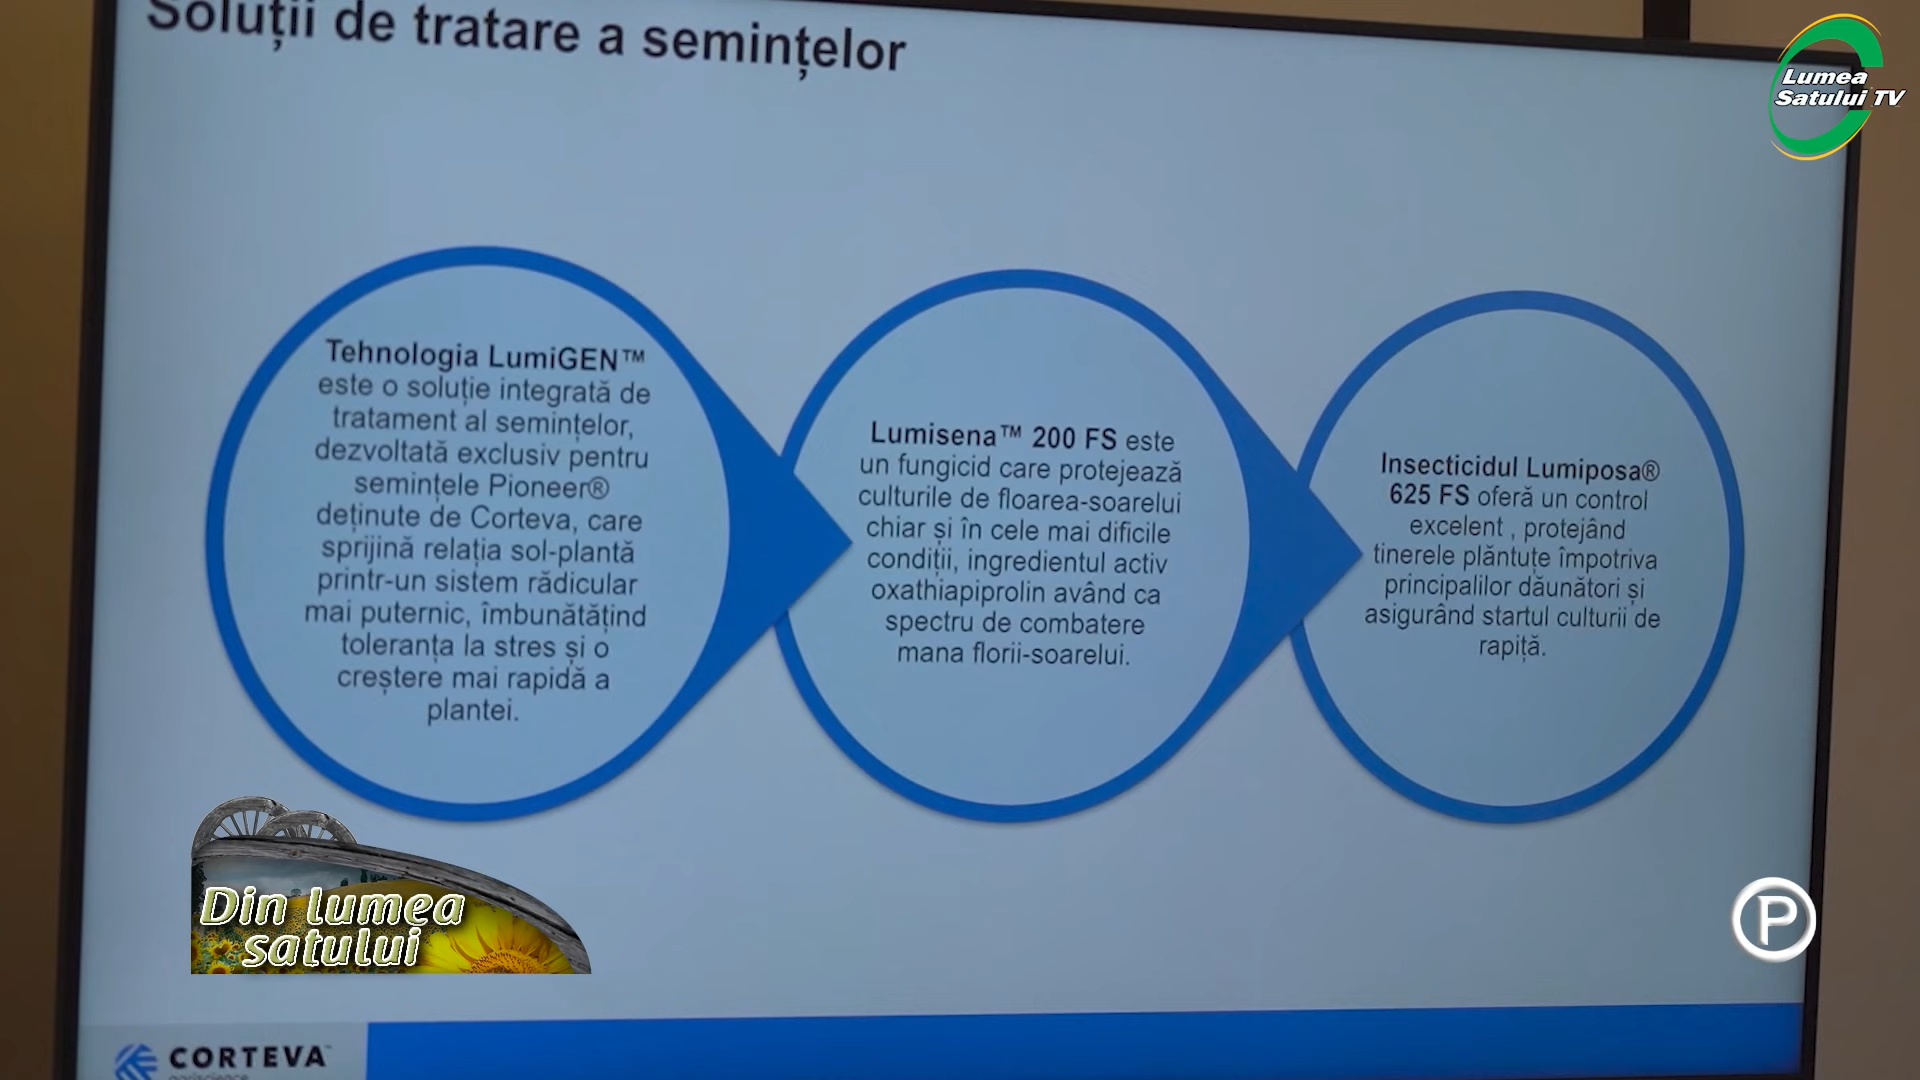 Soluții de tratare a semințelor
Lumea
Satului TV
Tehnologia LumiGEN™
este o soluție integrată de
tratament al semințelor,
dezvoltată exclusiv pentru
semințele Pioneer®
deținute de Corteva, care
sprijină relația sol-plantă
printr-un sistem rădicular
mai puternic, îmbunătățind
toleranța la stres și o
creștere mai rapidă a
plantei.
Lumisena™ 200 FS este
un fungicid care protejează
culturile de floarea-soarelui
chiar și în cele mai dificile
condiții, ingredientul activ
oxathiapiprolin având ca
spectru de combatere
mana florii-soarelui.
Insecticidul Lumiposa®
625 FS oferă un control
excelent , protejând
tinerele plăntuțe împotriva
principalilor dăunători și
asigurând startul culturii de
rapiță.
Din lumea
satului
P
CORTEVA™
agriscience